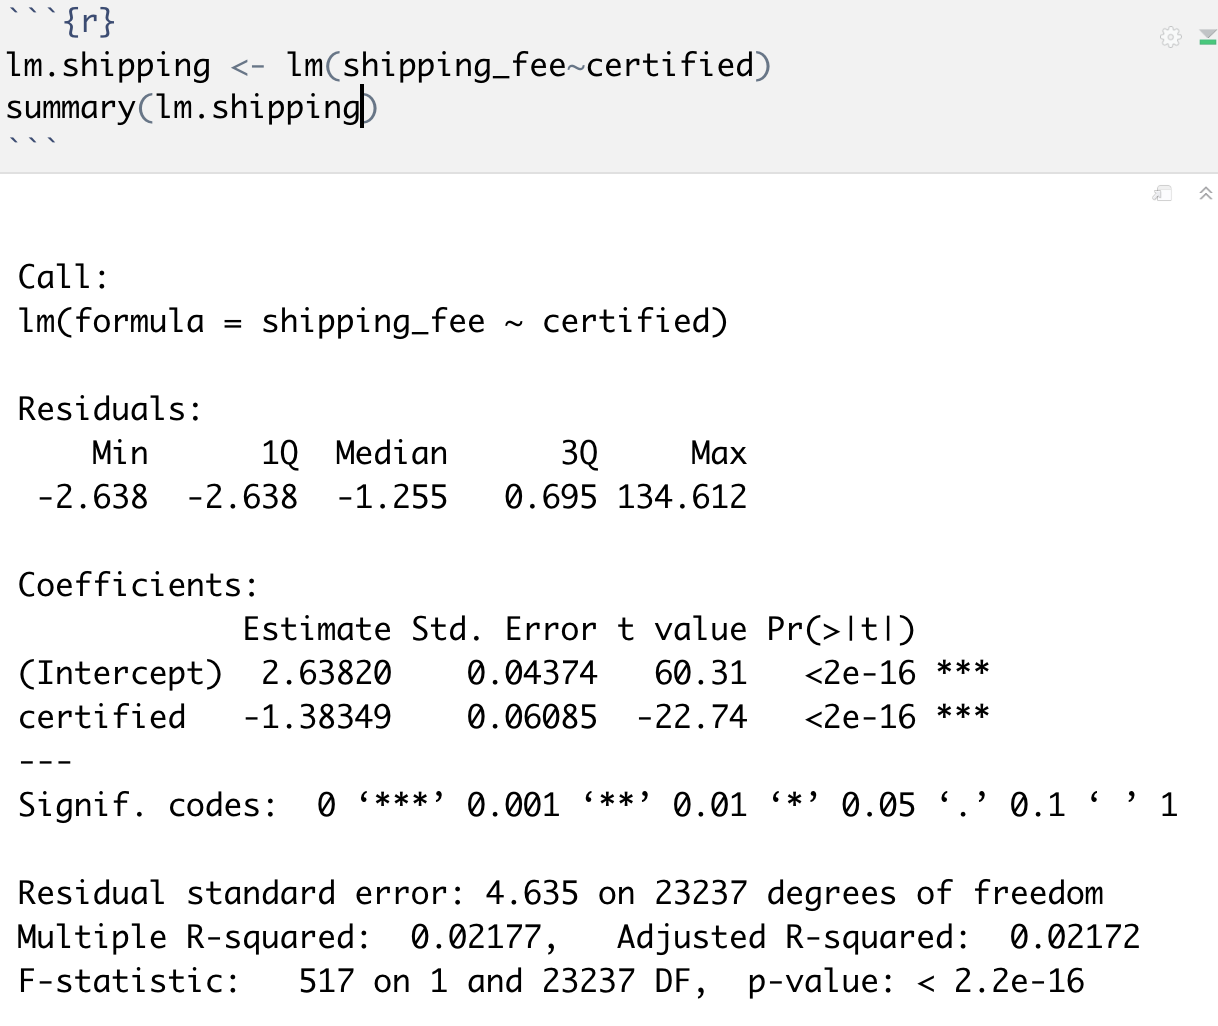 ```{r}
lm.shipping <- lm(shipping_fee~certified)
summary(lm.shipping)
```
Call:
lm(formula = shipping_fee ~ certified)
Residuals:
    Min      1Q  Median      3Q     Max
 -2.638  -2.638  -1.255   0.695 134.612
Coefficients:
            Estimate Std. Error t value Pr(>|t|)
(Intercept)  2.63820    0.04374   60.31   <2e-16 ***
certified   -1.38349    0.06085  -22.74   <2e-16 ***
---
Signif. codes:  0 ‘***’ 0.001 ‘**’ 0.01 ‘*’ 0.05 ‘.’ 0.1 ‘ ’ 1
Residual standard error: 4.635 on 23237 degrees of freedom
Multiple R-squared:  0.02177,   Adjusted R-squared:  0.02172
F-statistic:   517 on 1 and 23237 DF,  p-value: < 2.2e-16